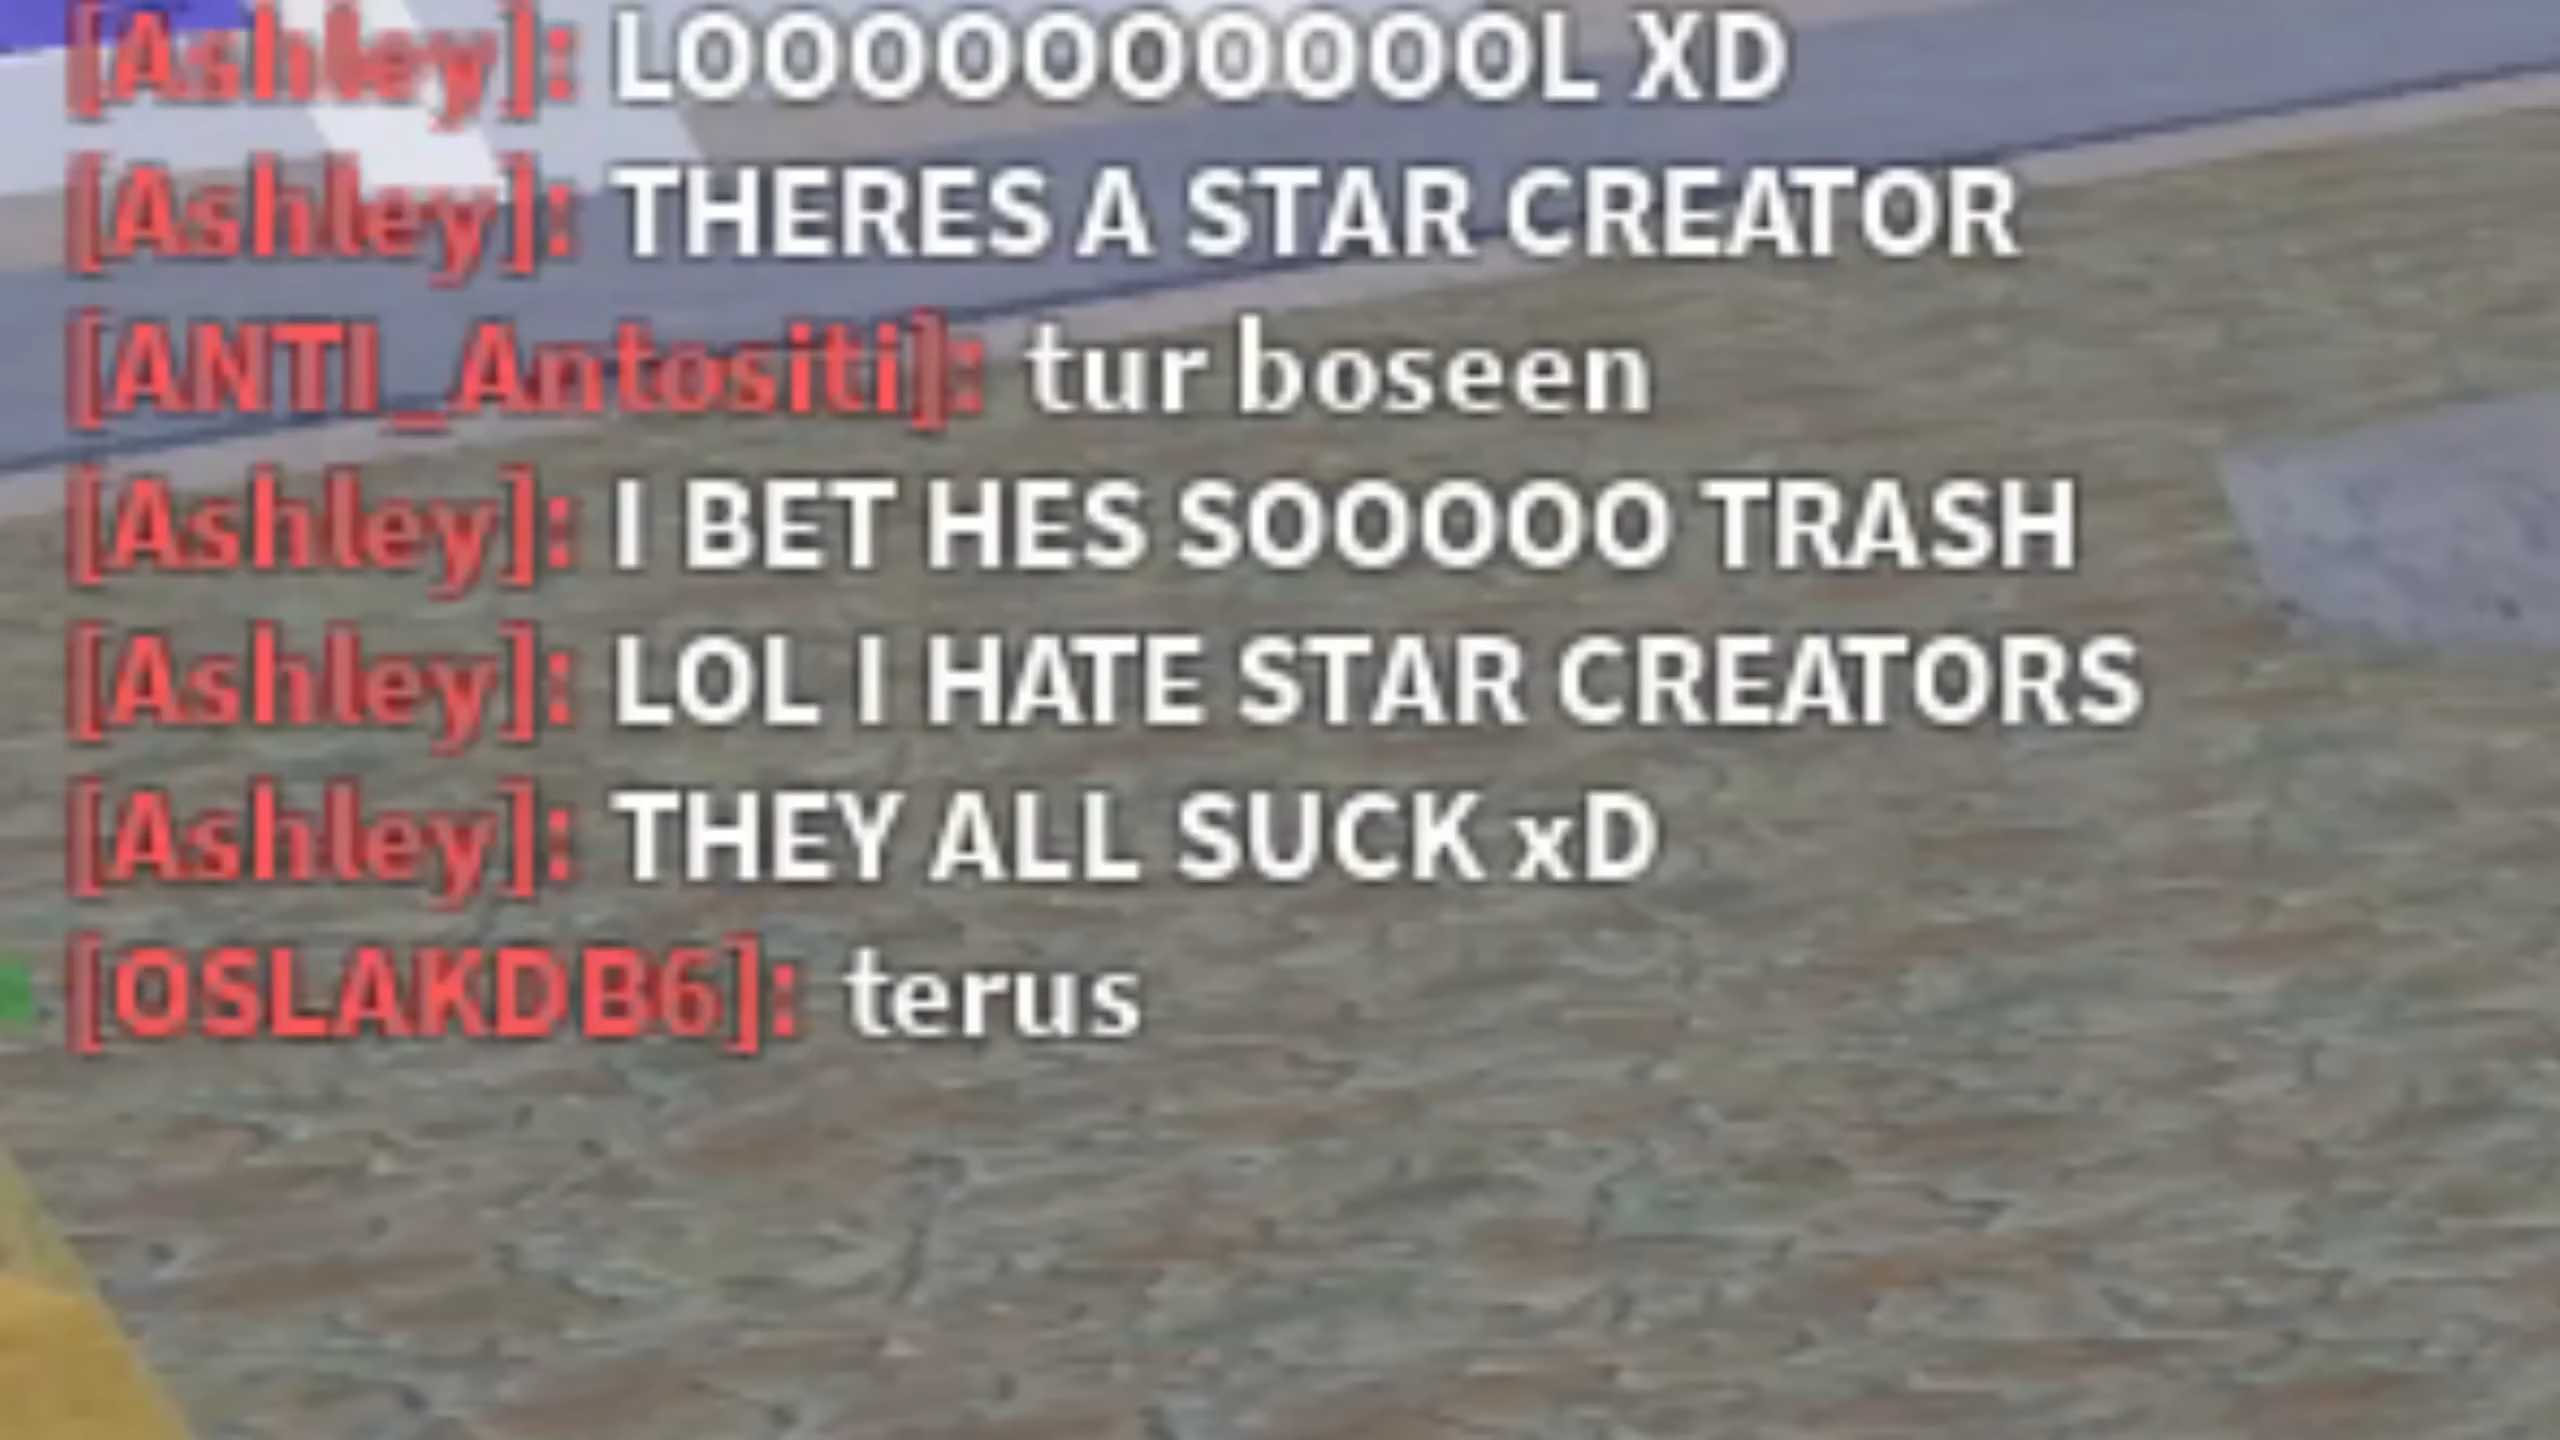 [Ashley]: LOOOOOOOOOOL XD
[Ashley]: THERES A STAR CREATOR
[ANTI_Antositi]: tur boseen
[Ashley]: I BET HES SOOOOO TRASH
[Ashley]: LOL I HATE STAR CREATORS
[Ashley]: THEY ALL SUCK xD
[OSLAKDB6]: terus